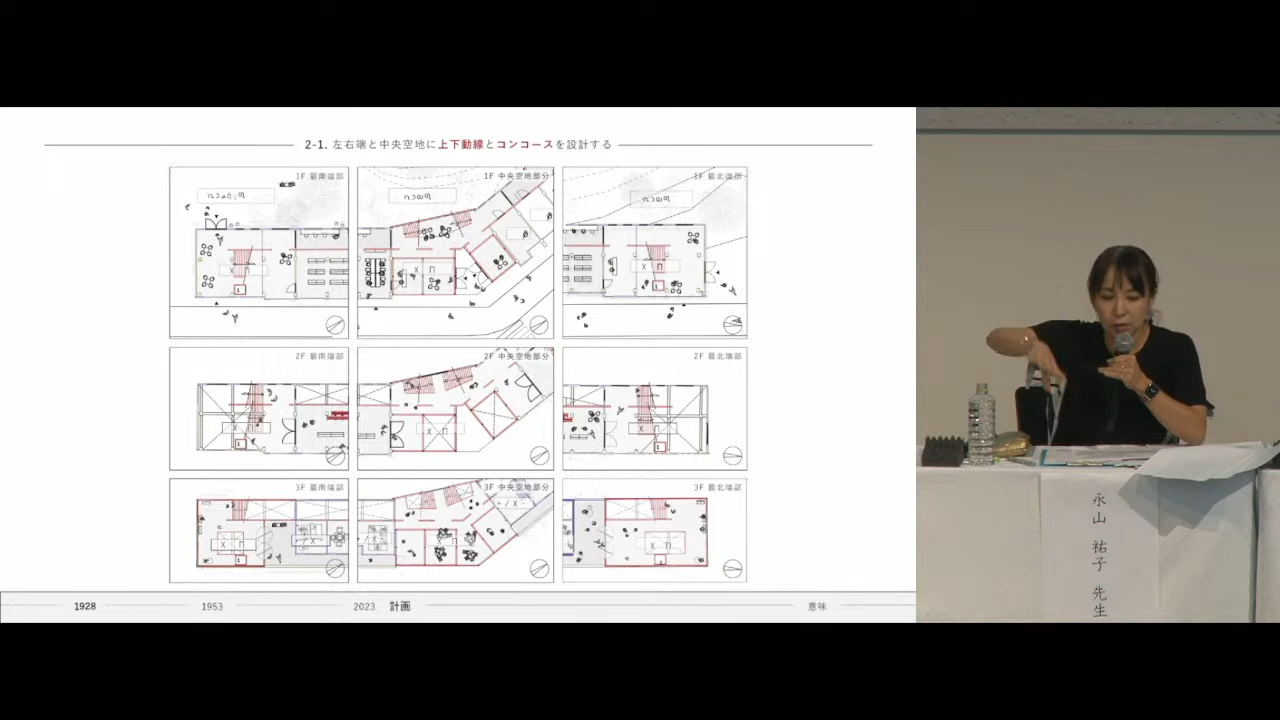 2-1. 左右端と中央空地に上下動線とコンコースを設計する
1F 最南端部
1F 中央空地部分
1F 最北端部
2F 最南端部
2F 中央空地部分
2F 最北端部
3F 最南端部
3F 中央空地部分
3F 最北端部
1928
1953
2023
計画
意味
永山 祐子 先生